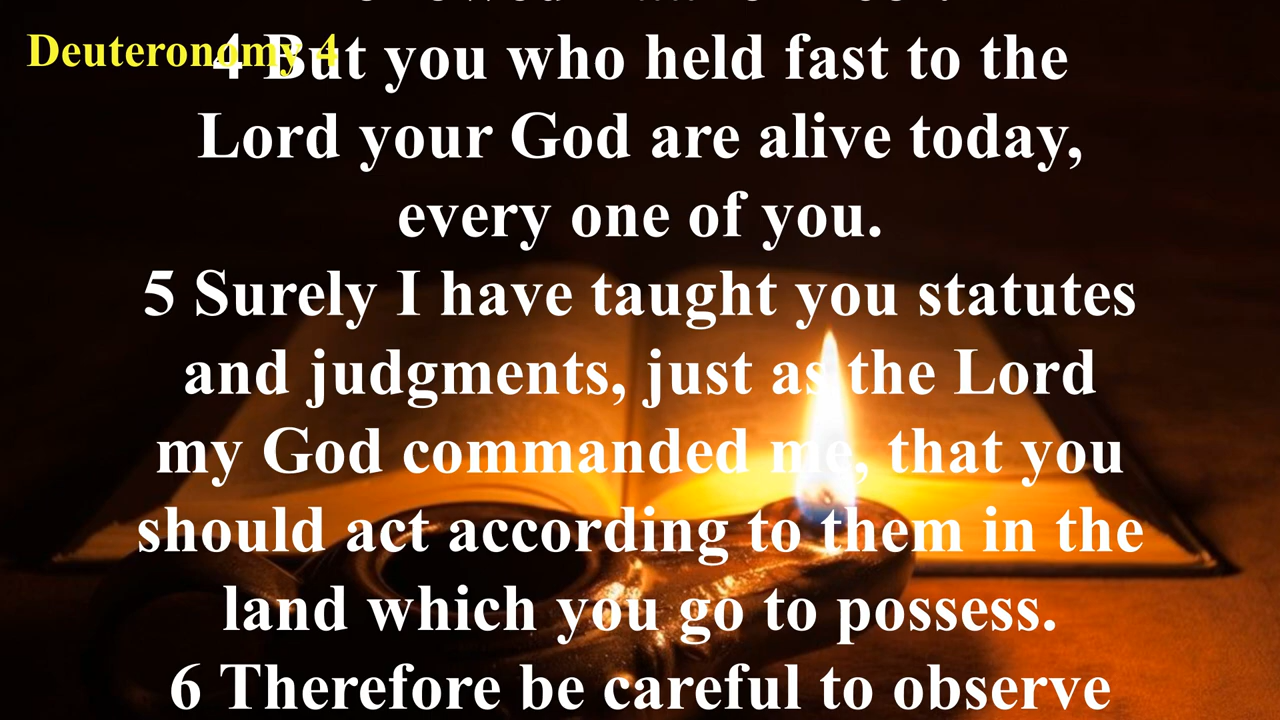 Deuteronomy 4
4 But you who held fast to the
Lord your God are alive today,
every one of you.
5 Surely I have taught you statutes
and judgments, just as the Lord
my God commanded me, that you
should act according to them in the
land which you go to possess.
6 Therefore be careful to observe